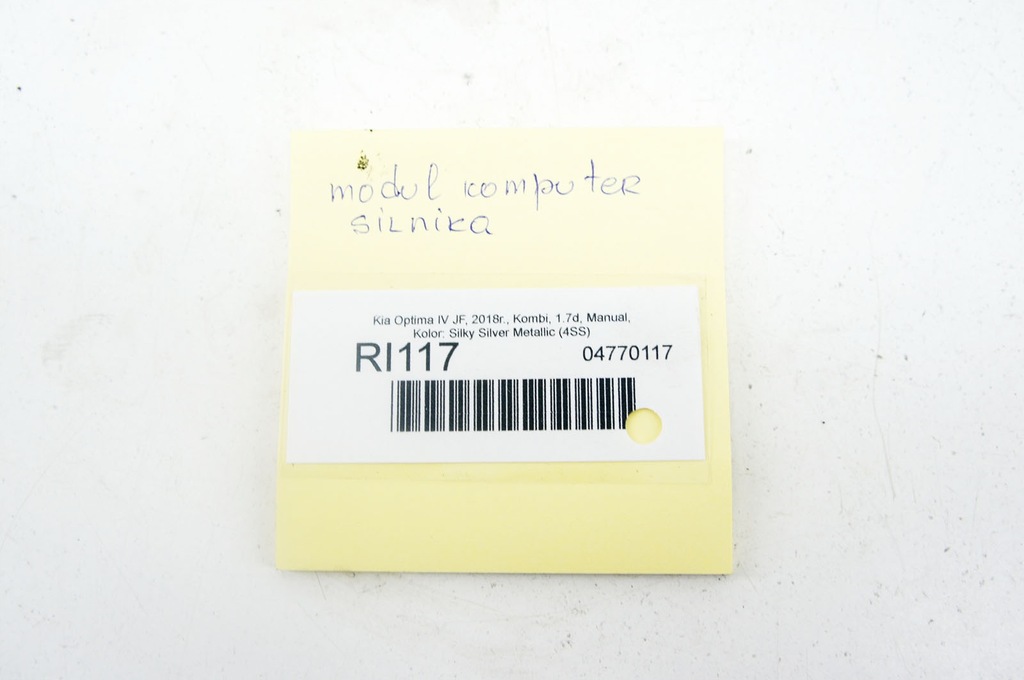 modul komputer
silnika
Kia Optima IV JF, 2018r., Kombi, 1.7d, Manual,
Kolor: Silky Silver Metallic (4SS)
RI117 04770117